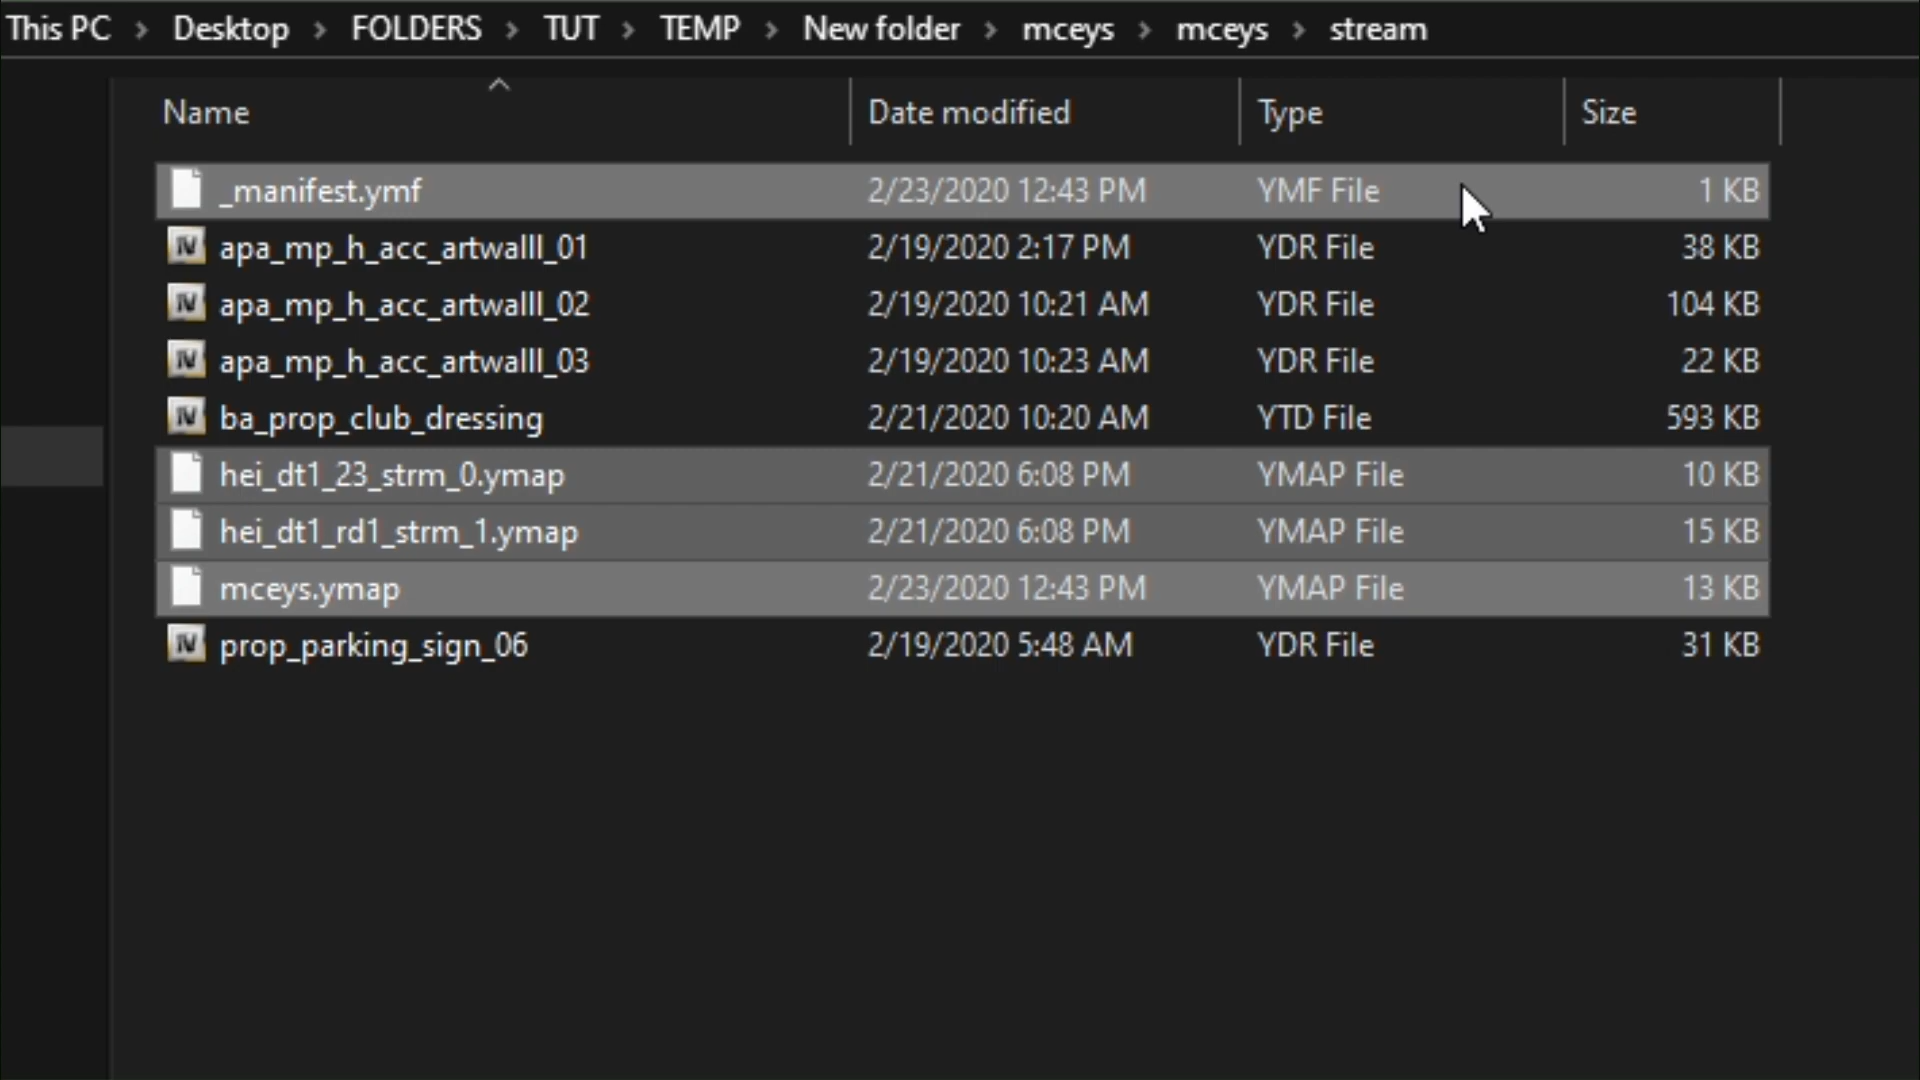 This PC > Desktop > FOLDERS > TUT > TEMP > New folder > mceys > mceys > stream
Name Date modified Type Size
_manifest.ymf 2/23/2020 12:43 PM YMF File 1 KB
apa_mp_h_acc_artwalll_01 2/19/2020 2:17 PM YDR File 38 KB
apa_mp_h_acc_artwalll_02 2/19/2020 10:21 AM YDR File 104 KB
apa_mp_h_acc_artwalll_03 2/19/2020 10:23 AM YDR File 22 KB
ba_prop_club_dressing 2/21/2020 10:20 AM YTD File 593 KB
hei_dt1_23_strm_0.ymap 2/21/2020 6:08 PM YMAP File 10 KB
hei_dt1_rd1_strm_1.ymap 2/21/2020 6:08 PM YMAP File 15 KB
mceys.ymap 2/23/2020 12:43 PM YMAP File 13 KB
prop_parking_sign_06 2/19/2020 5:48 AM YDR File 31 KB